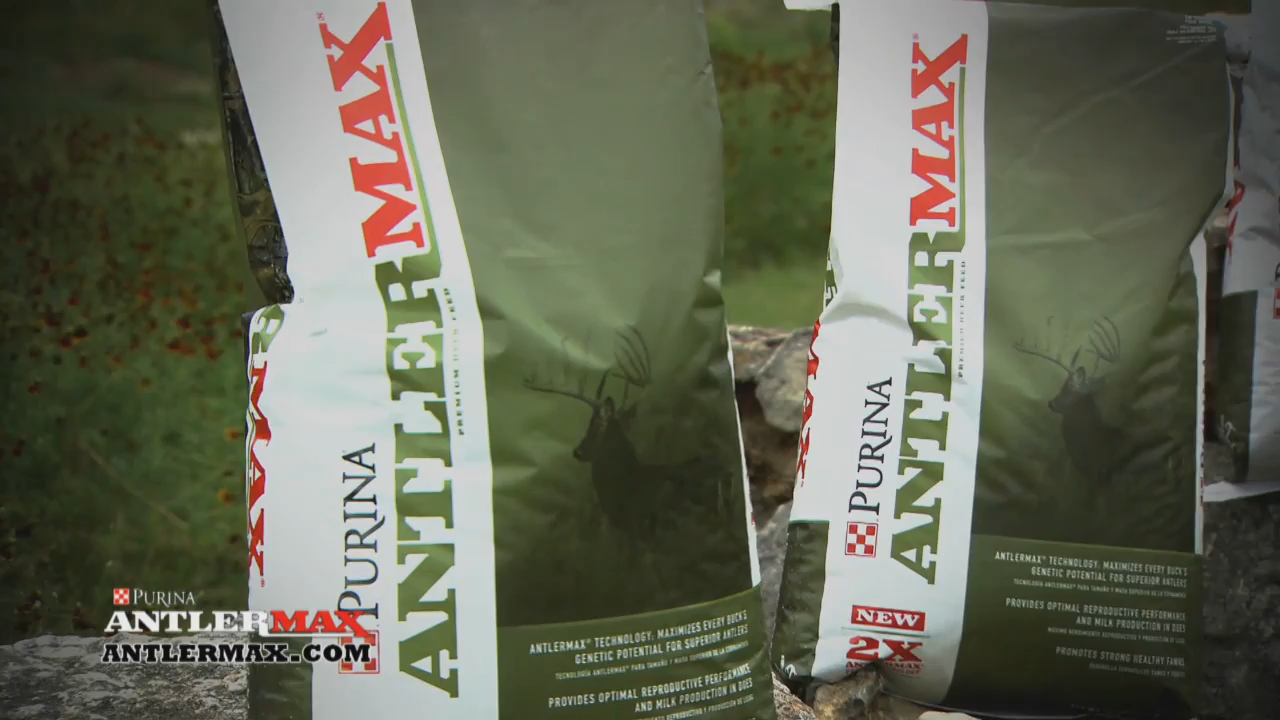 PURINA
ANTLERMAX®
PREMIUM DEER FEED
MAX
ANTLERMAX® TECHNOLOGY: MAXIMIZES EVERY BUCK'S
GENETIC POTENTIAL FOR SUPERIOR ANTLERS
PROVIDES OPTIMAL REPRODUCTIVE PERFORMANCE
AND MILK PRODUCTION IN DOES
PURINA
ANTLERMAX®
PREMIUM DEER FEED
NEW
2X
ANTLERMAX
ANTLERMAX® TECHNOLOGY: MAXIMIZES EVERY BUCK'S
GENETIC POTENTIAL FOR SUPERIOR ANTLERS
PROVIDES OPTIMAL REPRODUCTIVE PERFORMANCE
AND MILK PRODUCTION IN DOES
PROMOTES STRONG HEALTHY FAWNS
PURINA
ANTLERMAX
ANTLERMAX.COM